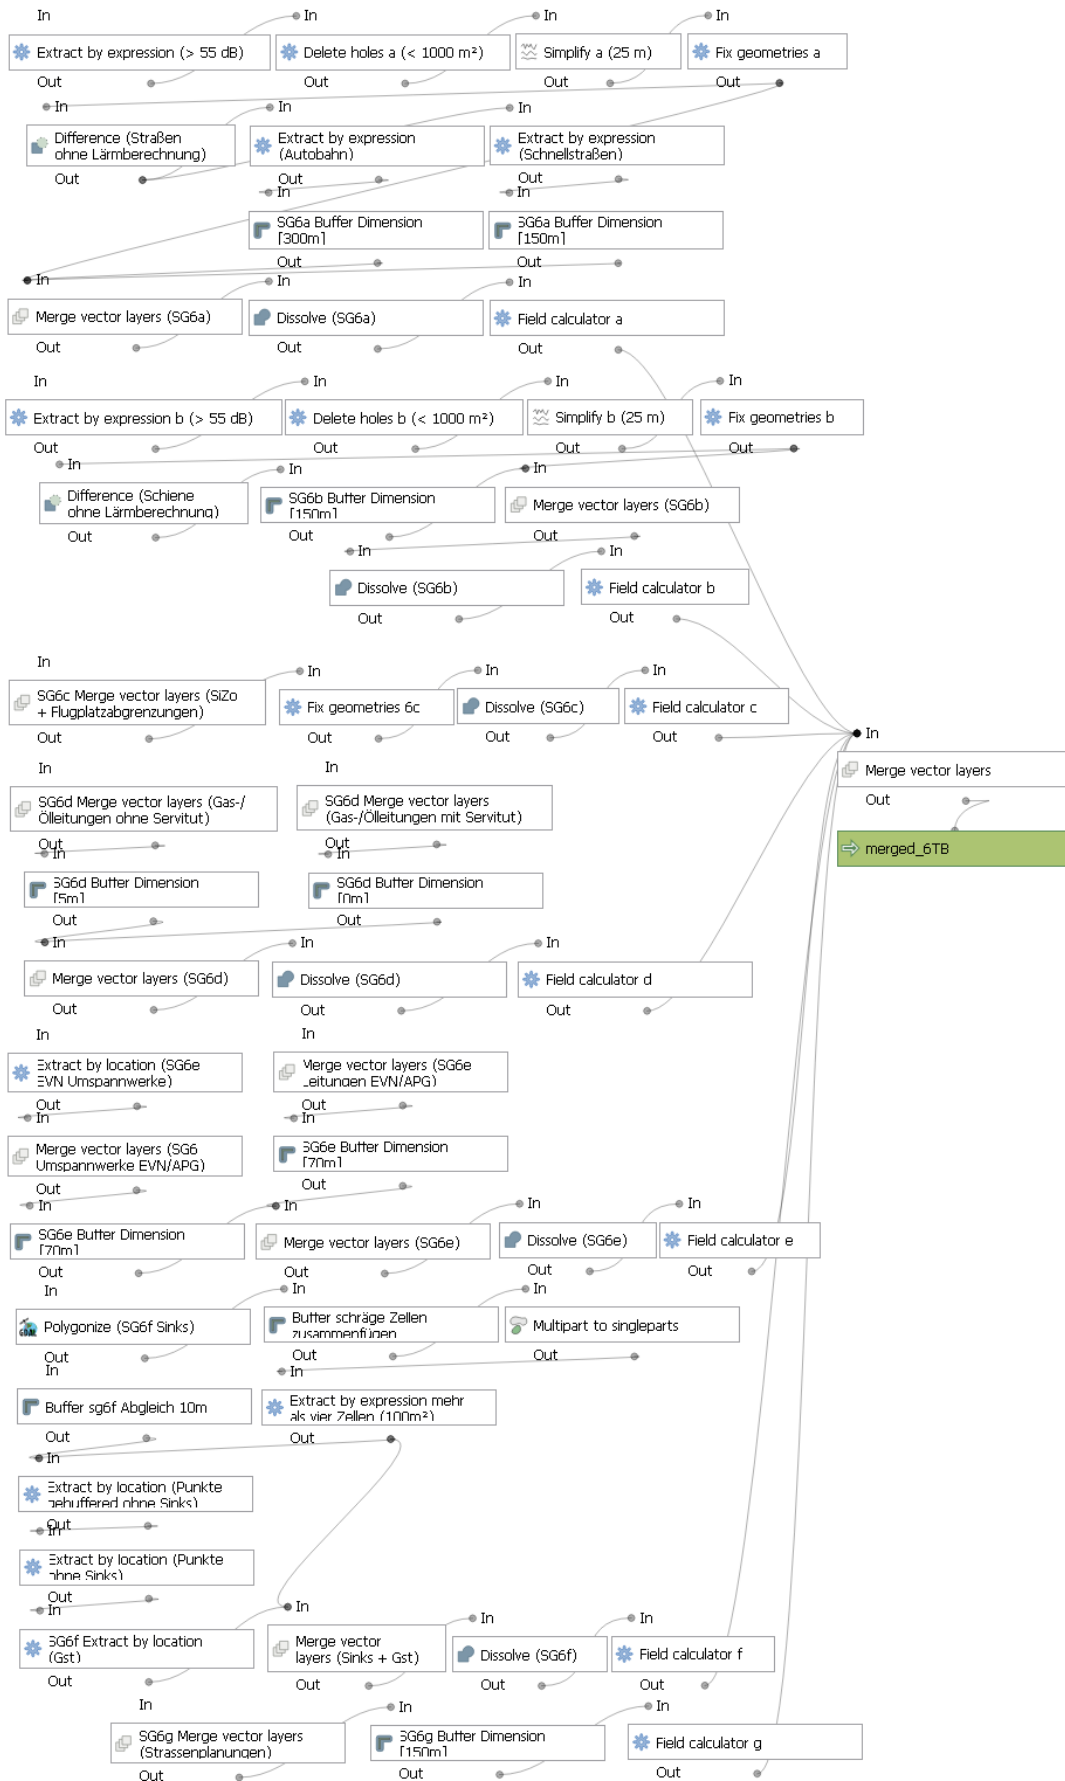 In In In In
Extract by expression (> 55 dB) Delete holes a (< 1000 m²) Simplify a (25 m) Fix geometries a
Out Out Out Out
In In In
Difference (Straßen ohne Lärmberechnung)
Extract by expression (Autobahn)
Extract by expression (Schnellstraßen)
Out Out Out
In In
SG6a Buffer Dimension [300m]
SG6a Buffer Dimension [150m]
Out Out
In In In
Merge vector layers (SG6a) Dissolve (SG6a) Field calculator a
Out Out Out
In In In In
Extract by expression b (> 55 dB) Delete holes b (< 1000 m²) Simplify b (25 m) Fix geometries b
Out Out Out Out
In In In
Difference (Schiene ohne Lärmberechnung)
SG6b Buffer Dimension [150m]
Merge vector layers (SG6b)
Out Out Out
In In
Dissolve (SG6b) Field calculator b
Out Out
In In In In
SG6c Merge vector layers (SiZo + Flugplatzabgrenzungen)
Fix geometries 6c Dissolve (SG6c) Field calculator c
Out Out Out Out
In
Merge vector layers
Out
merged_6TB
In In
SG6d Merge vector layers (Gas-/Ölleitungen ohne Servitut)
SG6d Merge vector layers (Gas-/Ölleitungen mit Servitut)
Out Out
In In
SG6d Buffer Dimension [5m]
SG6d Buffer Dimension [0m]
Out Out
In In In
Merge vector layers (SG6d) Dissolve (SG6d) Field calculator d
Out Out Out
In In
Extract by location (SG6e EVN Umspannwerke)
Merge vector layers (SG6e Leitungen EVN/APG)
Out Out
In In
Merge vector layers (SG6 Umspannwerke EVN/APG)
SG6e Buffer Dimension [70m]
Out Out
In In In In
SG6e Buffer Dimension [70m]
Merge vector layers (SG6e) Dissolve (SG6e) Field calculator e
Out Out Out Out
In In In
Polygonize (SG6f Sinks)
Buffer schräge Zellen zusammenfügen
Multipart to singleparts
Out Out Out
In In
Buffer sg6f Abgleich 10m
Extract by expression mehr als vier Zellen (100m²)
Out Out
In
Extract by location (Punkte gebuffered ohne Sinks)
Out
In
Extract by location (Punkte ohne Sinks)
Out
In In In In
SG6f Extract by location (Gst)
Merge vector layers (Sinks + Gst)
Dissolve (SG6f) Field calculator f
Out Out Out Out
In In In
SG6g Merge vector layers (Strassenplanungen)
SG6g Buffer Dimension [150m]
Field calculator g
Out Out Out